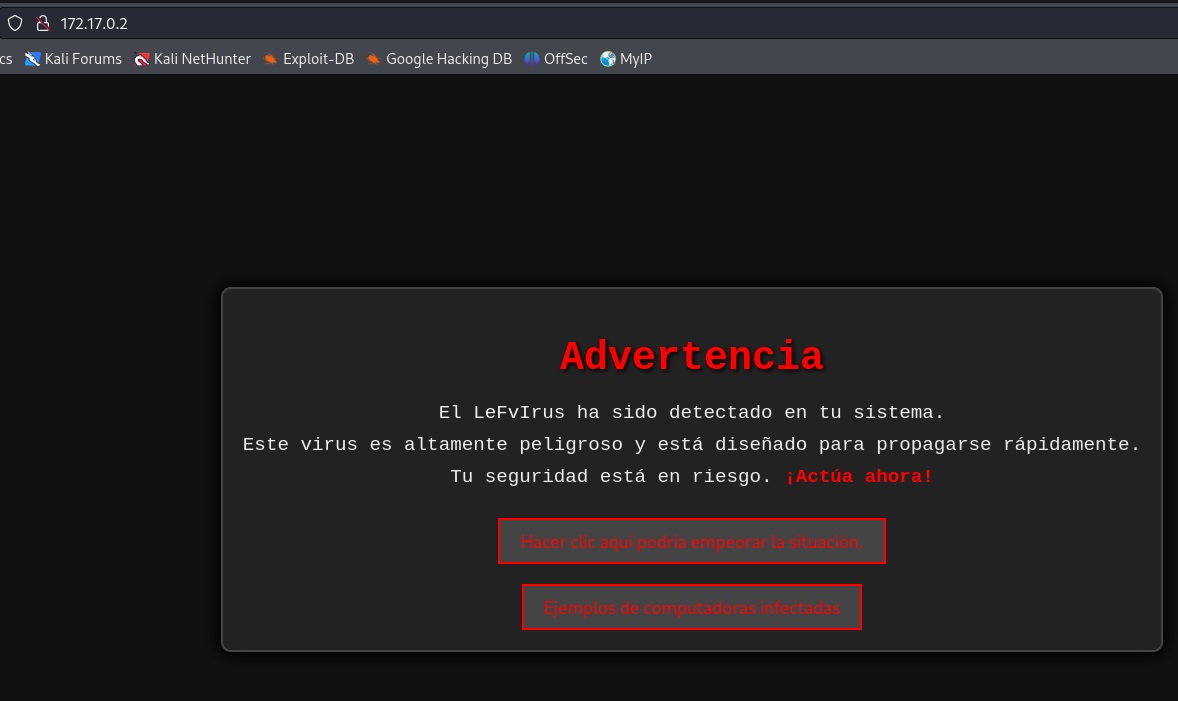 172.17.0.2
cs Kali Forums Kali NetHunter Exploit-DB Google Hacking DB OffSec MyIP
Advertencia
El LeFvIrus ha sido detectado en tu sistema.
Este virus es altamente peligroso y está diseñado para propagarse rápidamente.
Tu seguridad está en riesgo. ¡Actúa ahora!
Hacer clic aquí podría empeorar la situación.
Ejemplos de computadoras infectadas